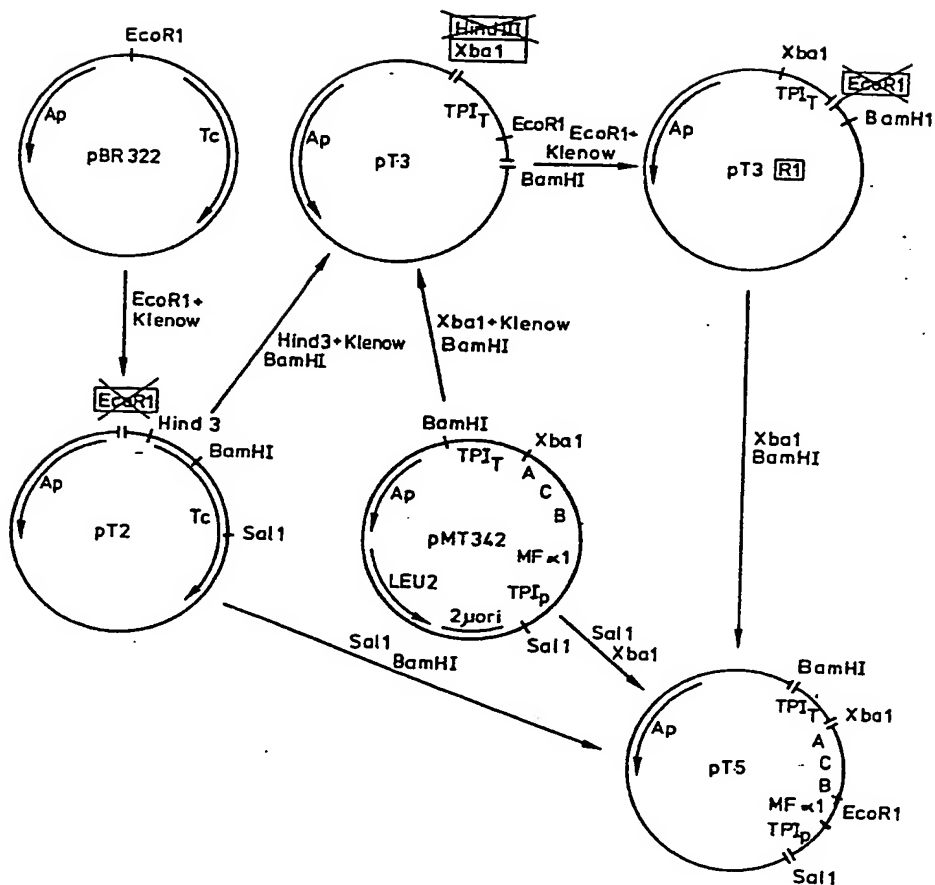 EcoR1
Ap
Tc
pBR 322
HindIII
Xba1
TPI_T
Ap
EcoR1
pT3
BamHI
EcoR1+
Klenow
Xba1
TPI_T
EcoR1
BamH1
Ap
pT3 R1
EcoR1+
Klenow
Hind3+Klenow
BamHI
Xba1+Klenow
BamHI
Xba1
BamHI
EcoR1
Hind 3
BamHI
Ap
Tc
pT2
Sal1
BamHI
TPI_T
Xba1
A
C
B
Ap
pMT342
MFα1
LEU2
TPI_p
2μori
Sal1
Sal1
BamHI
Sal1
Xba1
BamHI
TPI_T
Xba1
Ap
A
C
B
pT5
MFα1
EcoR1
TPI_p
Sal1